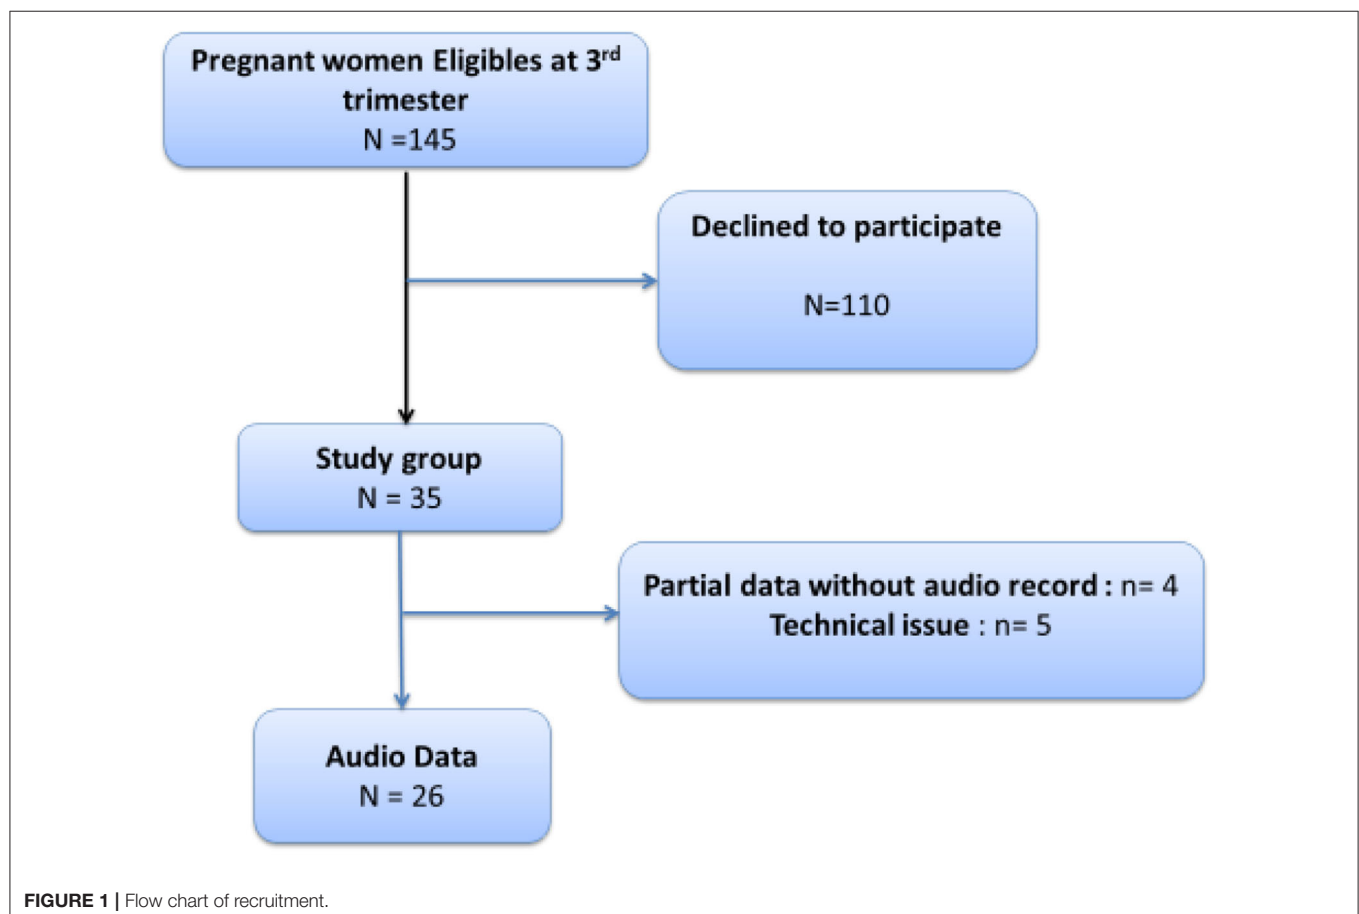 Pregnant women Eligibles at 3rd
trimester
N =145
Declined to participate
N=110
Study group
N = 35
Partial data without audio record : n= 4
Technical issue : n= 5
Audio Data
N = 26
FIGURE 1 | Flow chart of recruitment.